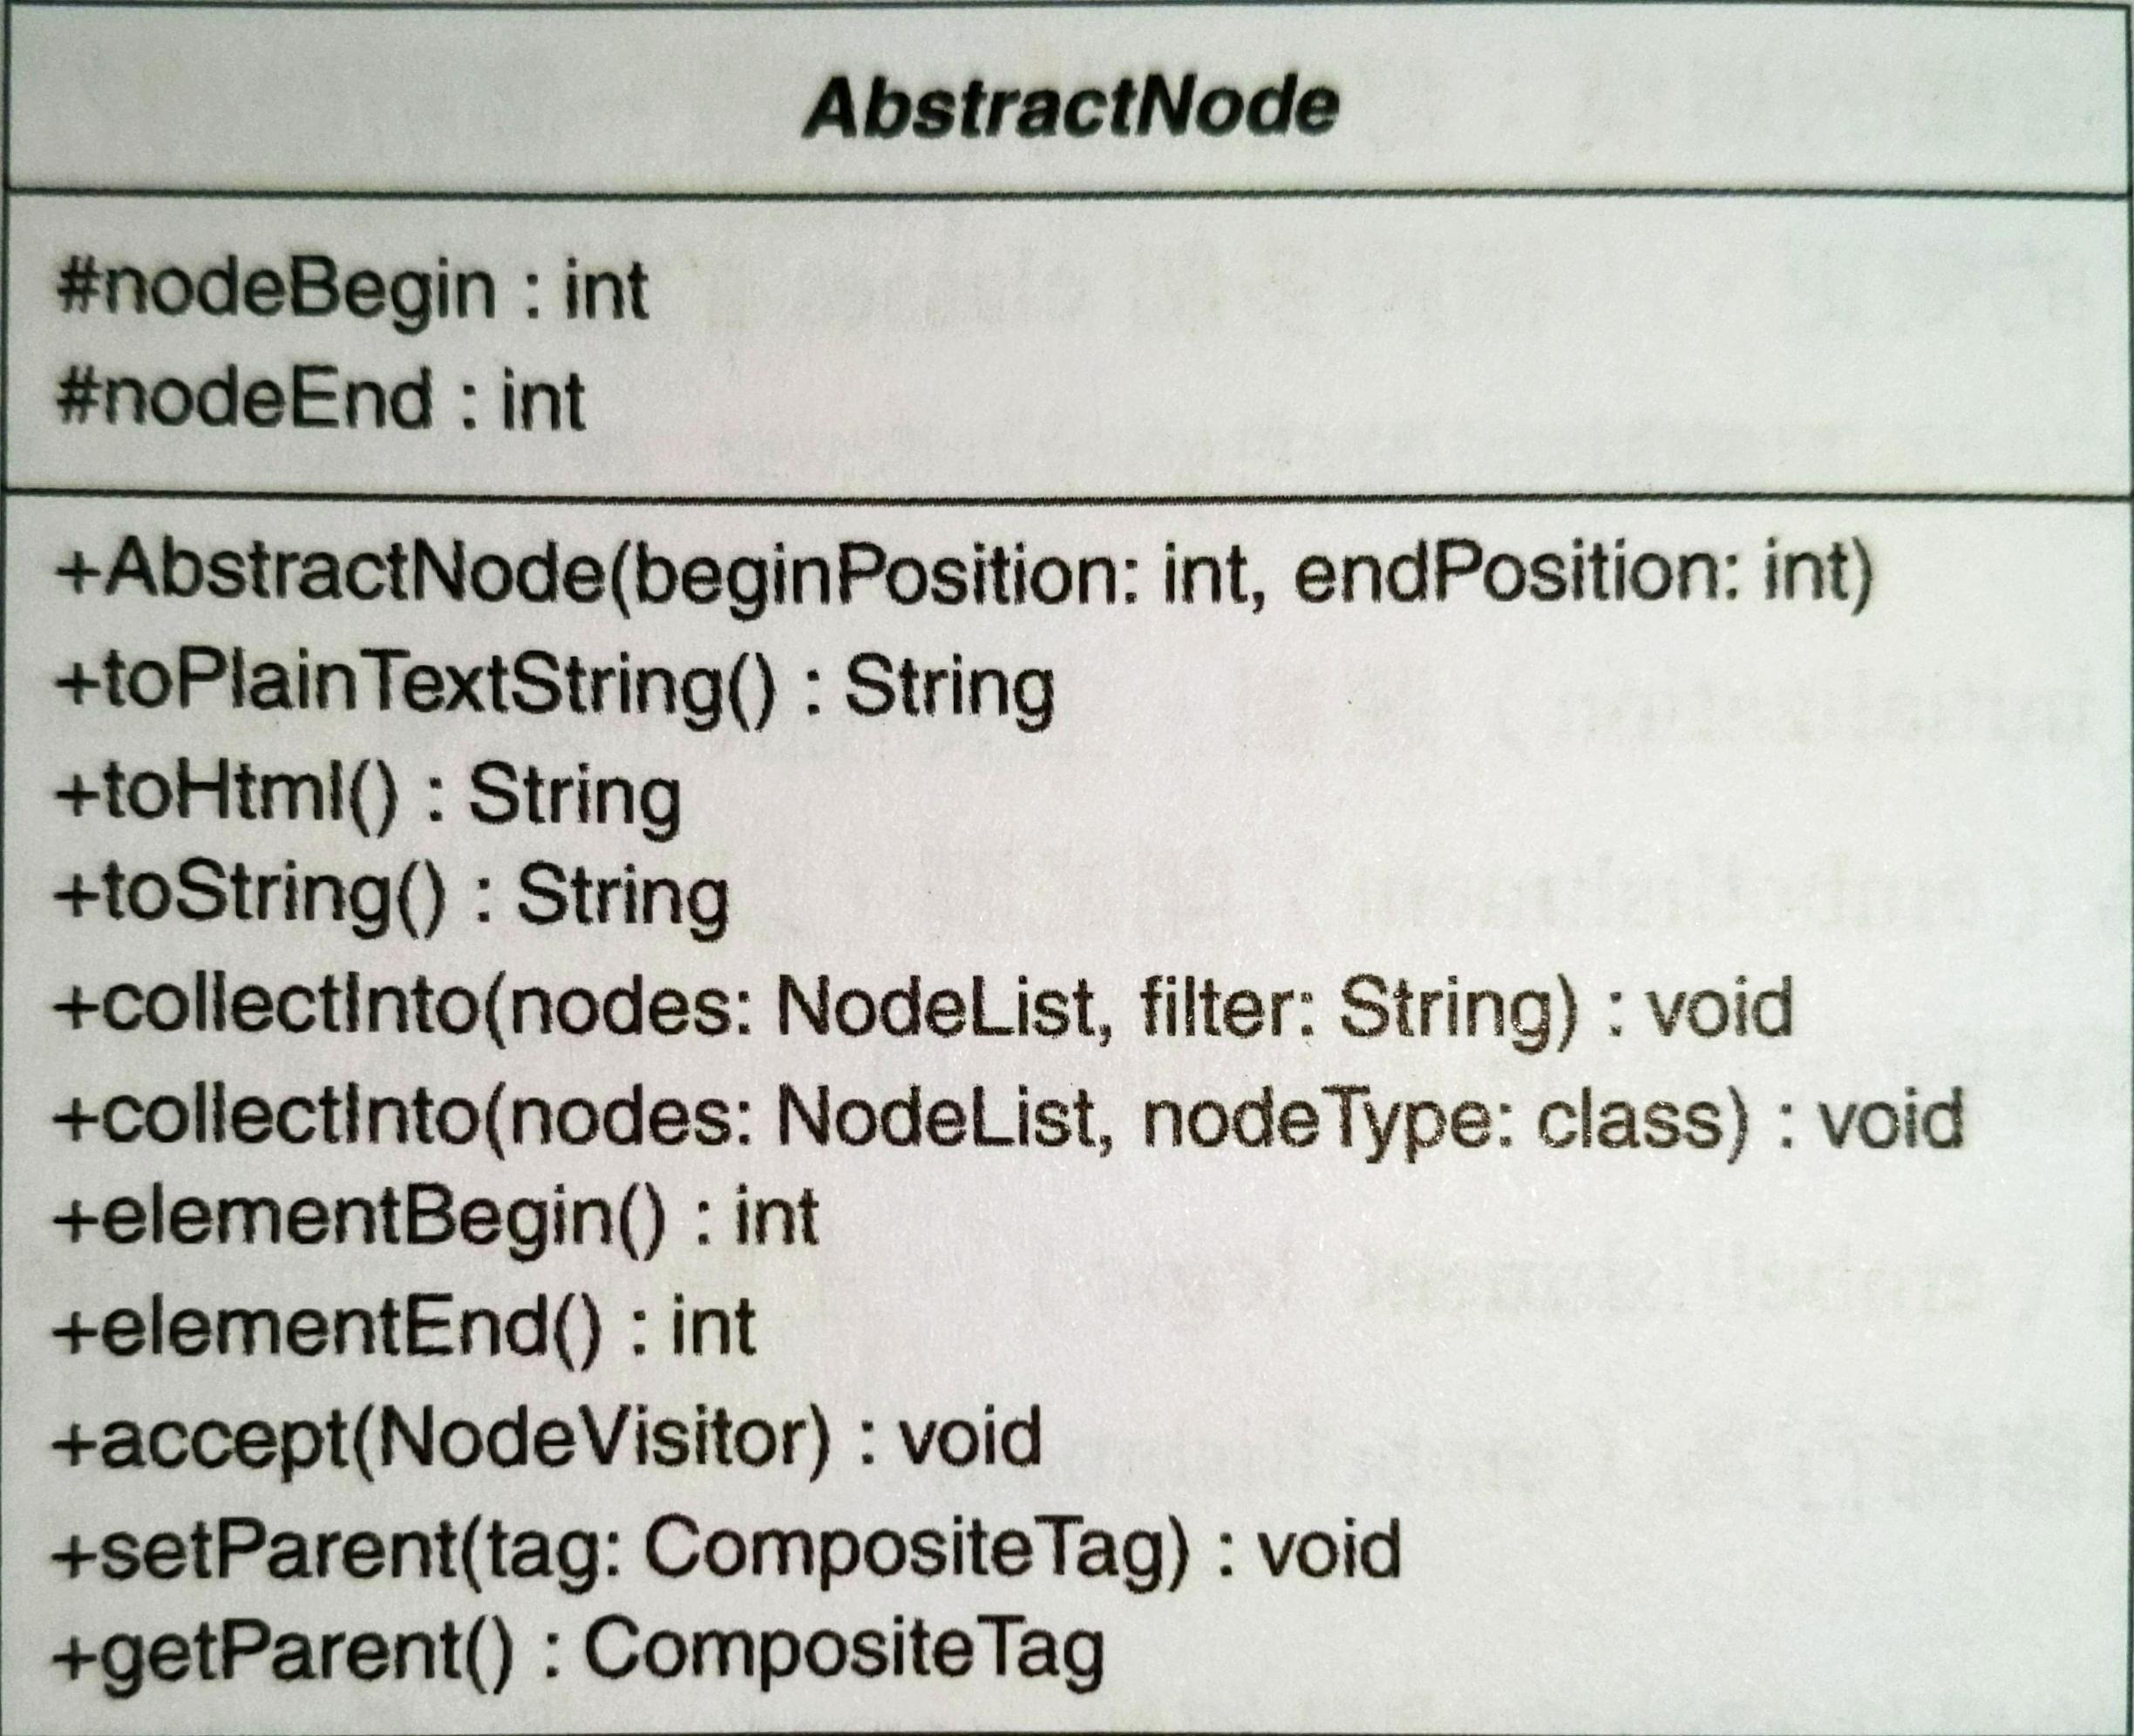 AbstractNode
#nodeBegin : int
#nodeEnd : int
+AbstractNode(beginPosition: int, endPosition: int)
+toPlainTextString() : String
+toHtml() : String
+toString() : String
+collectInto(nodes: NodeList, filter: String) : void
+collectInto(nodes: NodeList, nodeType: class) : void
+elementBegin() : int
+elementEnd() : int
+accept(NodeVisitor) : void
+setParent(tag: CompositeTag) : void
+getParent() : CompositeTag